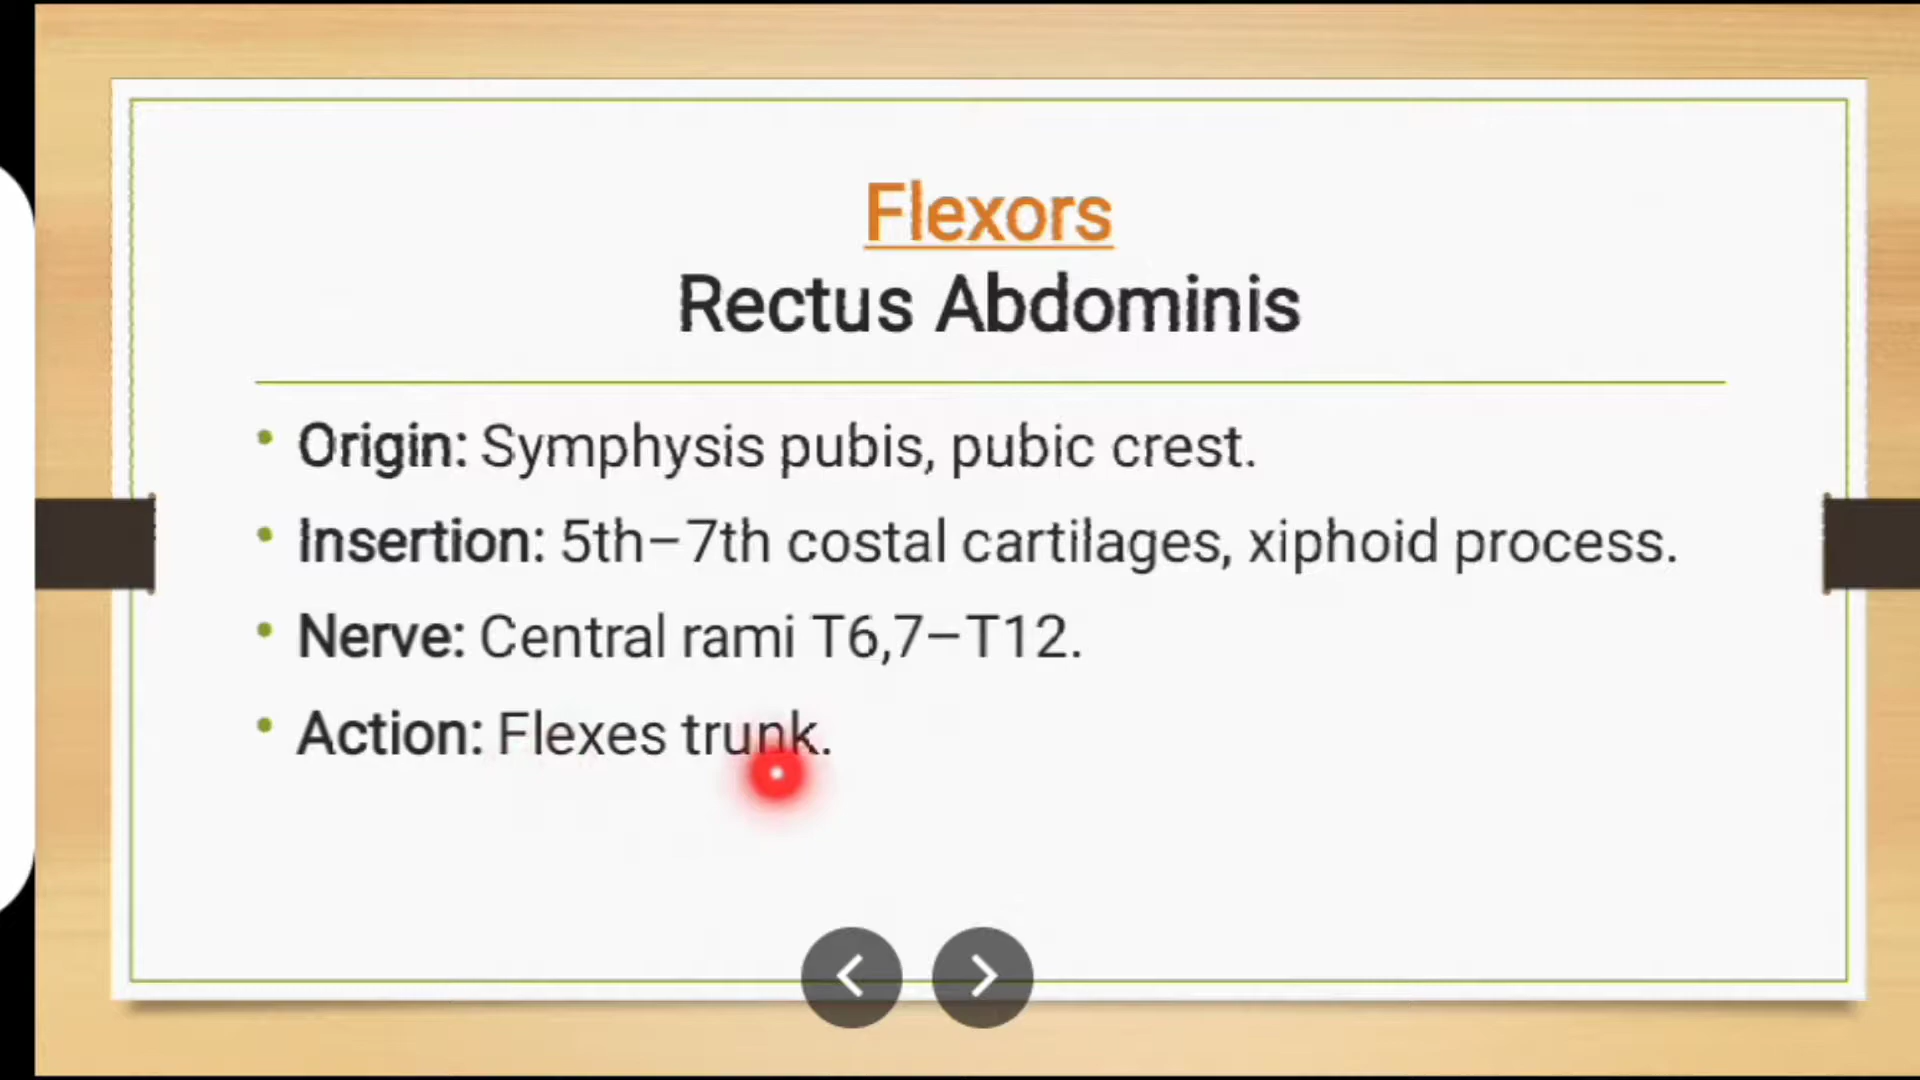 Flexors
Rectus Abdominis
• Origin: Symphysis pubis, pubic crest.
• Insertion: 5th–7th costal cartilages, xiphoid process.
• Nerve: Central rami T6,7–T12.
• Action: Flexes trunk.